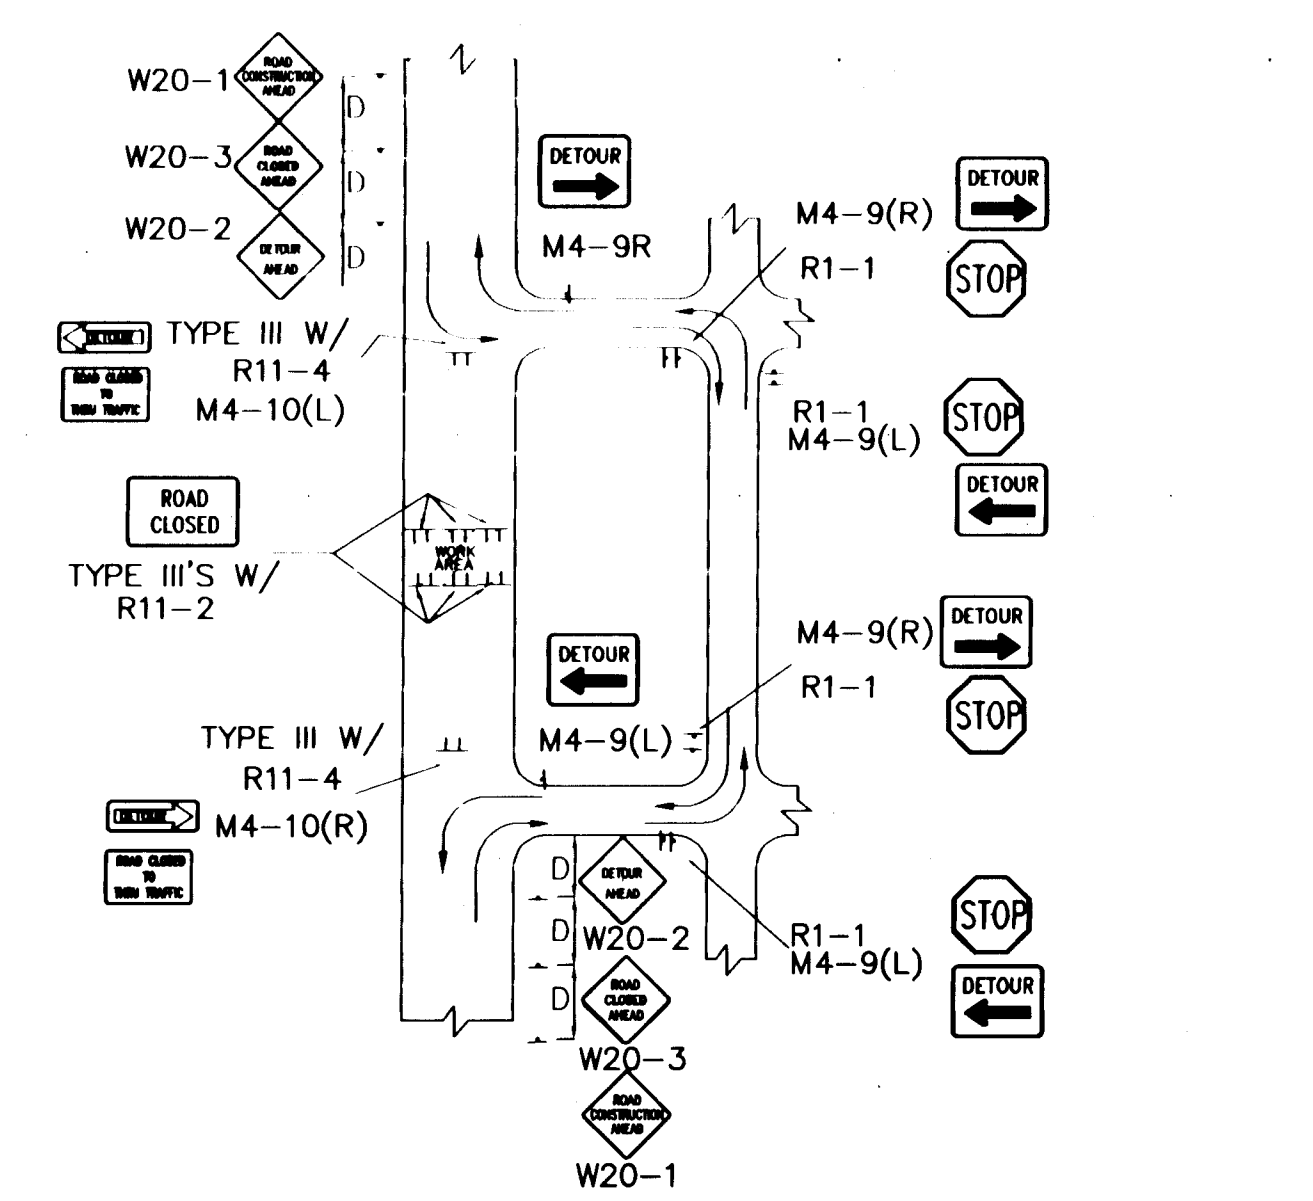 W20-1
ROAD
CONSTRUCTION
AHEAD
D
W20-3
ROAD
CLOSED
AHEAD
D
W20-2
DETOUR
AHEAD
D
DETOUR
M4-9R
DETOUR
M4-9(R)
R1-1
STOP
DETOUR
TYPE III W/
R11-4
M4-10(L)
ROAD CLOSED
TO
THRU TRAFFIC
R1-1
M4-9(L)
STOP
DETOUR
ROAD
CLOSED
TYPE III'S W/
R11-2
WORK
AREA
DETOUR
M4-9(L)
M4-9(R)
DETOUR
R1-1
STOP
TYPE III W/
R11-4
M4-10(R)
DETOUR
ROAD CLOSED
TO
THRU TRAFFIC
D
DETOUR
AHEAD
W20-2
D
ROAD
CLOSED
AHEAD
D
W20-3
ROAD
CONSTRUCTION
AHEAD
W20-1
R1-1
M4-9(L)
STOP
DETOUR